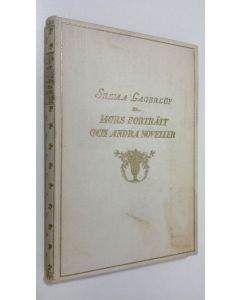 SELMA LAGERLÖF
MORS PORTRÄTT
OCH ANDRA NOVELLER